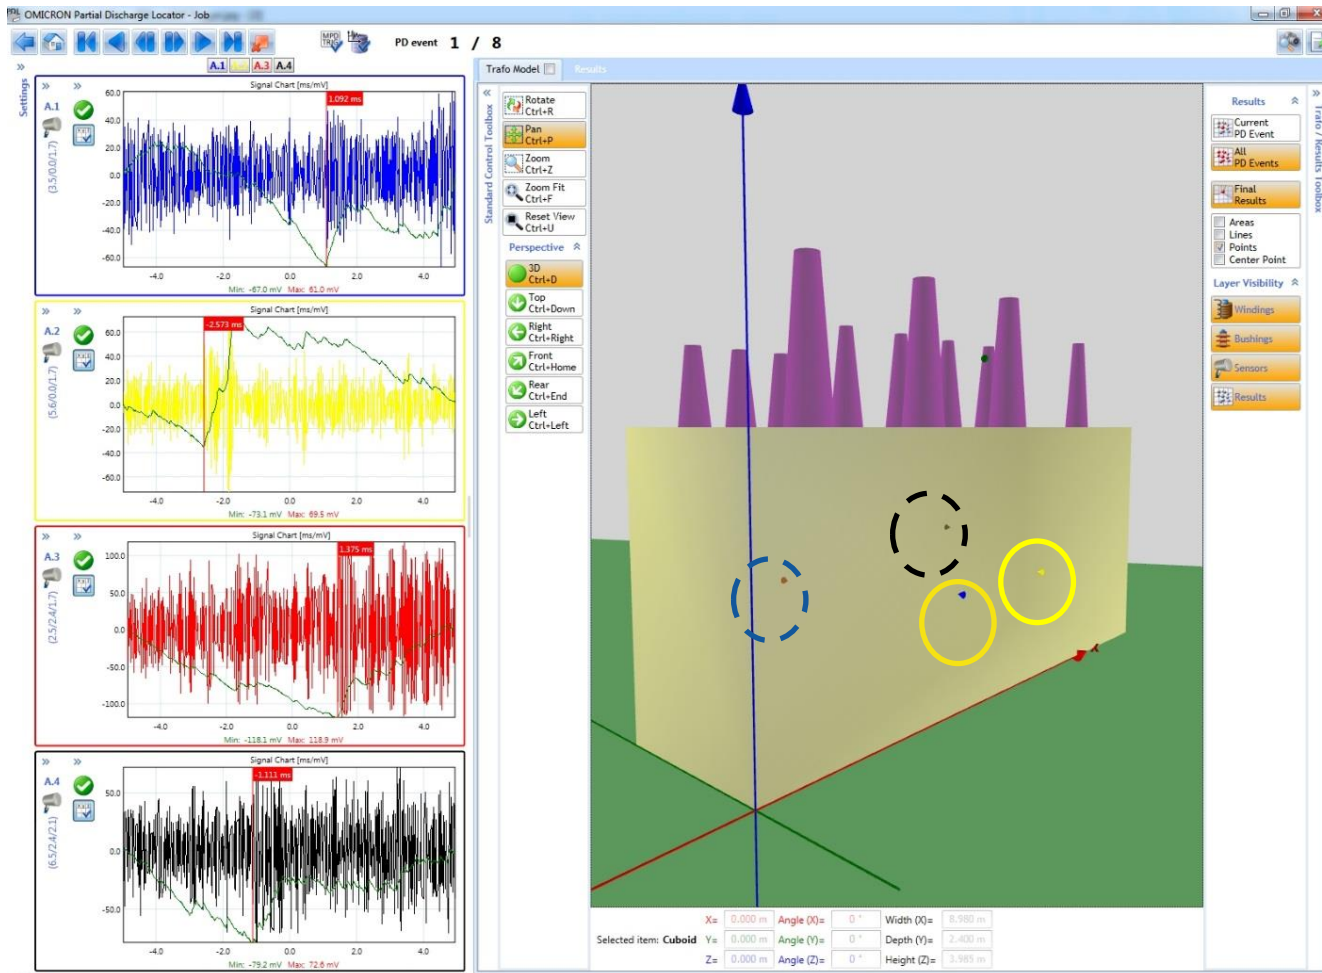 OMICRON Partial Discharge Locator - Job
PD event 1 / 8
A.1 A.3 A.4
Settings
A.1
(3.5/0.0/1.7)
Signal Chart [ms/mV]
1.092 ms
60.0
40.0
20.0
0.0
-20.0
-40.0
-60.0
-4.0 -2.0 0.0 2.0 4.0
Min: -67.0 mV Max: 61.0 mV
A.2
(5.6/0.0/1.7)
Signal Chart [ms/mV]
-2.573 ms
60.0
40.0
20.0
0.0
-20.0
-40.0
-60.0
-4.0 -2.0 0.0 2.0 4.0
Min: -73.1 mV Max: 69.5 mV
A.3
(2.5/2.4/1.7)
Signal Chart [ms/mV]
1.375 ms
100.0
50.0
0.0
-50.0
-100.0
-4.0 -2.0 0.0 2.0 4.0
Min: -118.1 mV Max: 118.9 mV
A.4
(6.5/2.4/2.1)
Signal Chart [ms/mV]
-1.111 ms
50.0
0.0
-50.0
-4.0 -2.0 0.0 2.0 4.0
Min: -79.2 mV Max: 72.6 mV
Trafo Model Results
Standard Control Toolbox
Rotate
Ctrl+R
Pan
Ctrl+P
Zoom
Ctrl+Z
Zoom Fit
Ctrl+F
Reset View
Ctrl+U
Perspective
3D
Ctrl+D
Top
Ctrl+Down
Right
Ctrl+Right
Front
Ctrl+Home
Rear
Ctrl+End
Left
Ctrl+Left
X
Selected item: Cuboid
X= 0.000 m Angle (X)= 0 ° Width (X)= 8.980 m
Y= 0.000 m Angle (Y)= 0 ° Depth (Y)= 2.400 m
Z= 0.000 m Angle (Z)= 0 ° Height (Z)= 3.985 m
Results
Current
PD Event
All
PD Events
Final
Results
Areas
Lines
Points
Center Point
Layer Visibility
Windings
Bushings
Sensors
Results
Trafo / Results Toolbox